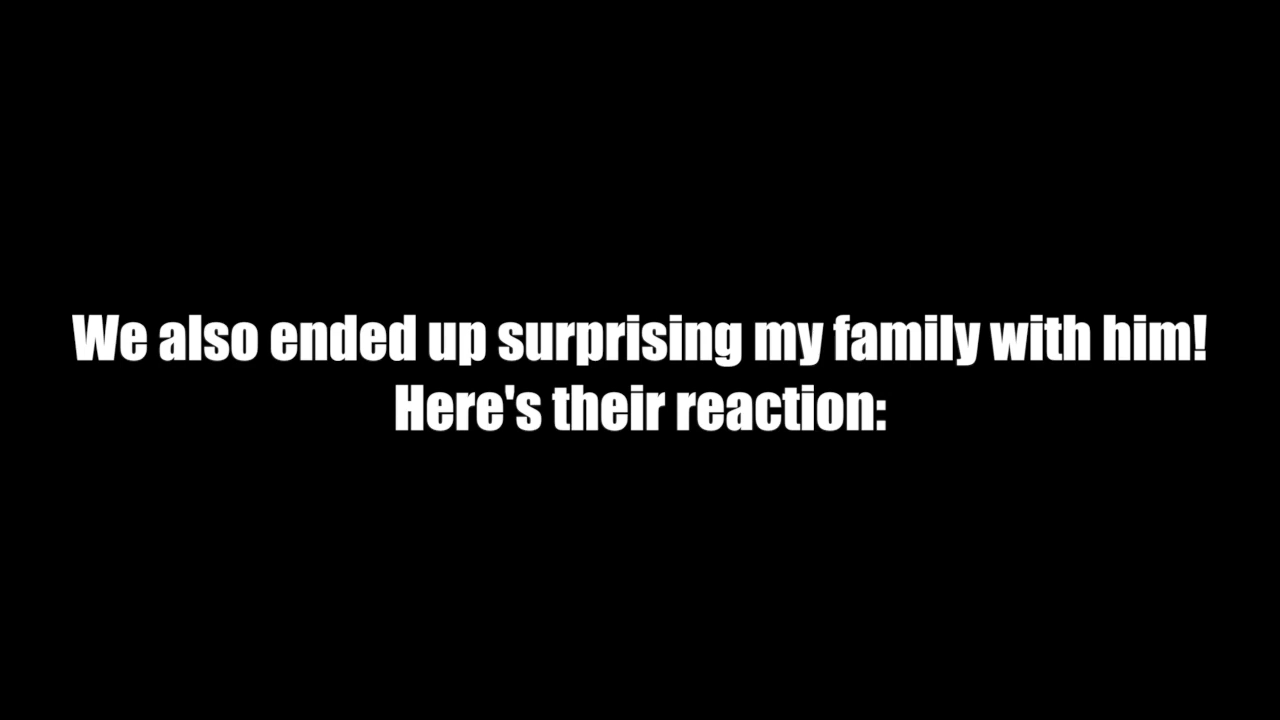 We also ended up surprising my family with him!
Here's their reaction: